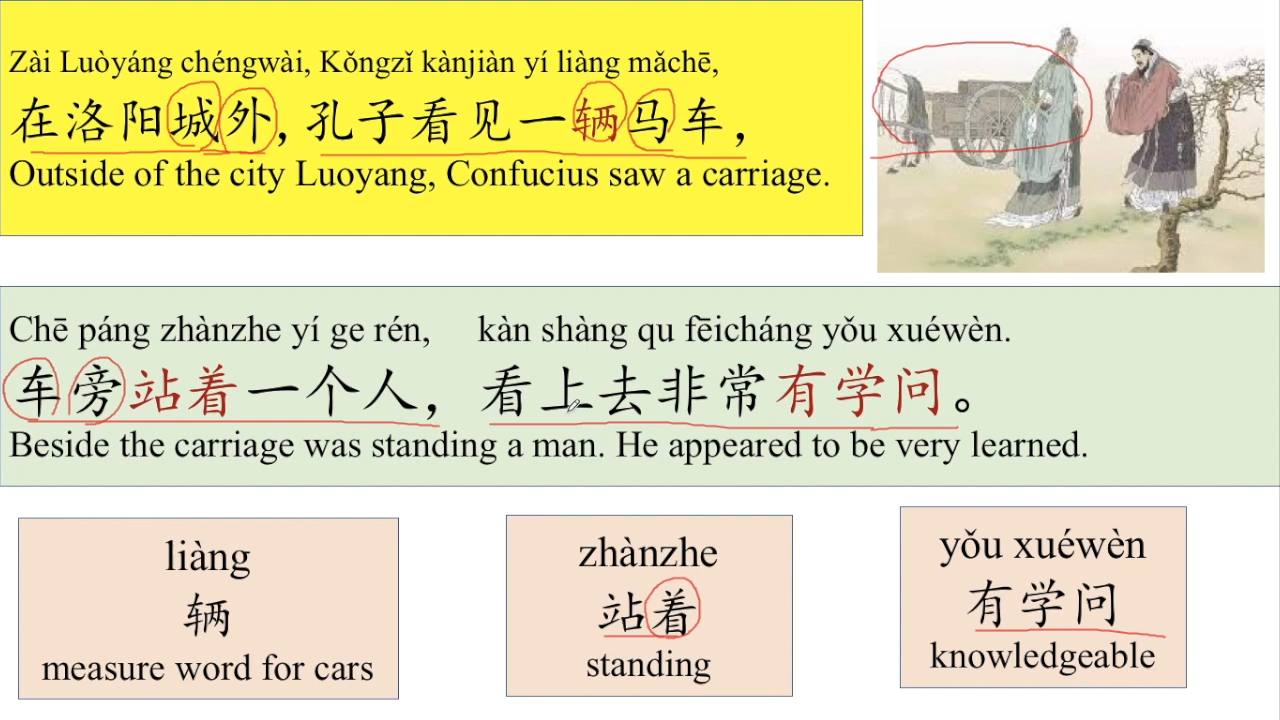 Zài Luòyáng chéngwài, Kǒngzǐ kànjiàn yí liàng mǎchē,
在洛阳城外, 孔子看见一辆马车,
Outside of the city Luoyang, Confucius saw a carriage.
Chē páng zhànzhe yí ge rén, kàn shàng qu fēicháng yǒu xuéwèn.
车旁站着一个人, 看上去非常有学问。
Beside the carriage was standing a man. He appeared to be very learned.
liàng
辆
measure word for cars
zhànzhe
站着
standing
yǒu xuéwèn
有学问
knowledgeable